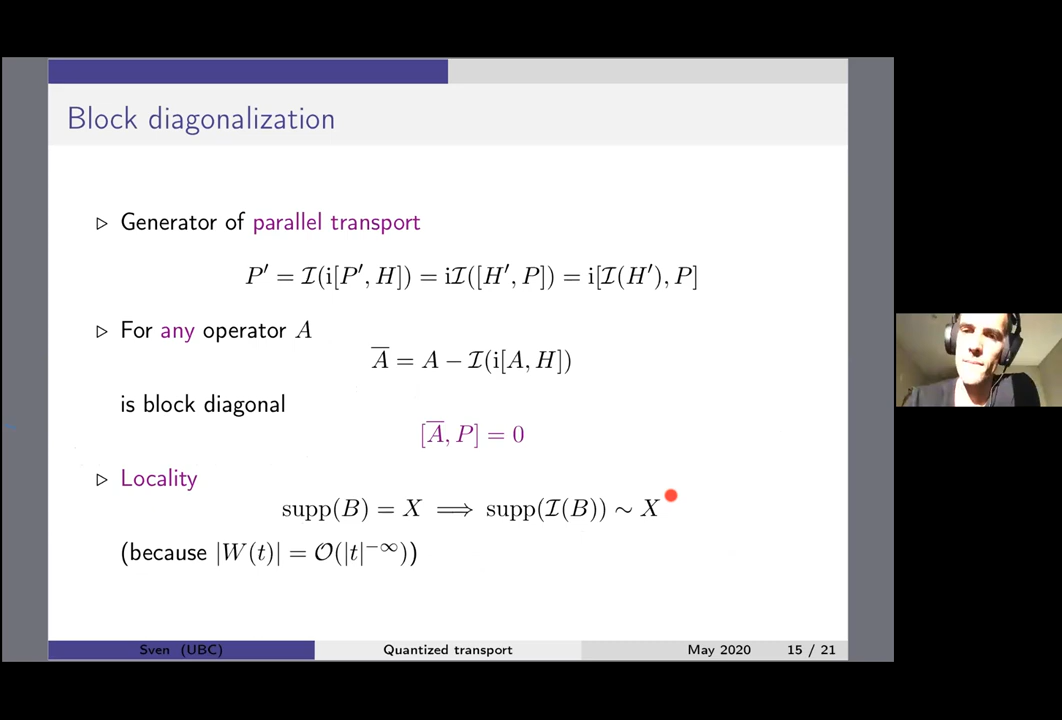 Block diagonalization
▷ Generator of parallel transport
P′ = ℐ(i[P′, H]) = iℐ([H′, P]) = i[ℐ(H′), P]
▷ For any operator A
A̅ = A − ℐ(i[A, H])
is block diagonal
[A̅, P] = 0
▷ Locality
supp(B) = X ⟹ supp(ℐ(B)) ∼ X
(because |W(t)| = 𝒪(|t|^{−∞}))
Sven (UBC) Quantized transport May 2020 15 / 21